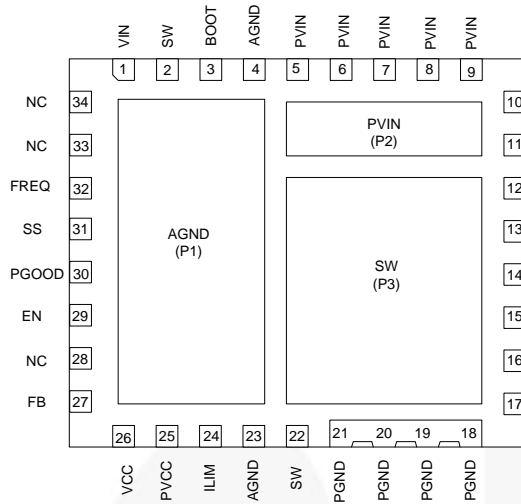 VIN SW BOOT AGND PVIN PVIN PVIN PVIN PVIN
1 2 3 4 5 6 7 8 9
NC 34 10
NC 33 11
FREQ 32 12
SS 31 13
PGOOD 30 14
EN 29 15
NC 28 16
FB 27 17
PVIN
(P2)
AGND
(P1)
SW
(P3)
26 25 24 23 22 21 20 19 18
VCC PVCC ILIM AGND SW PGND PGND PGND PGND